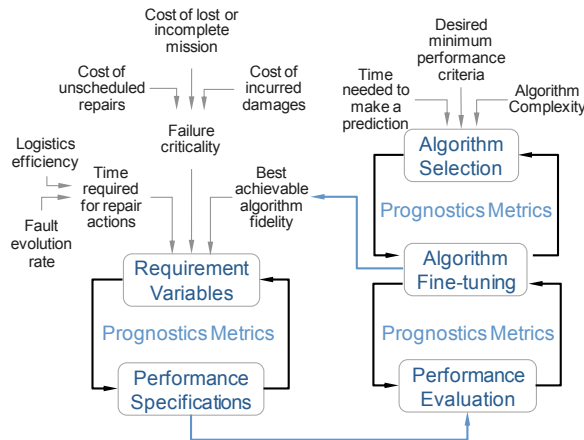 Cost of lost or
incomplete
mission
Cost of
unscheduled
repairs
Cost of
incurred
damages
Failure
criticality
Logistics
efficiency
Time
required
for repair
actions
Fault
evolution
rate
Best
achievable
algorithm
fidelity
Requirement
Variables
Prognostics Metrics
Performance
Specifications
Desired
minimum
performance
criteria
Time
needed to
make a
prediction
Algorithm
Complexity
Algorithm
Selection
Prognostics Metrics
Algorithm
Fine-tuning
Prognostics Metrics
Performance
Evaluation